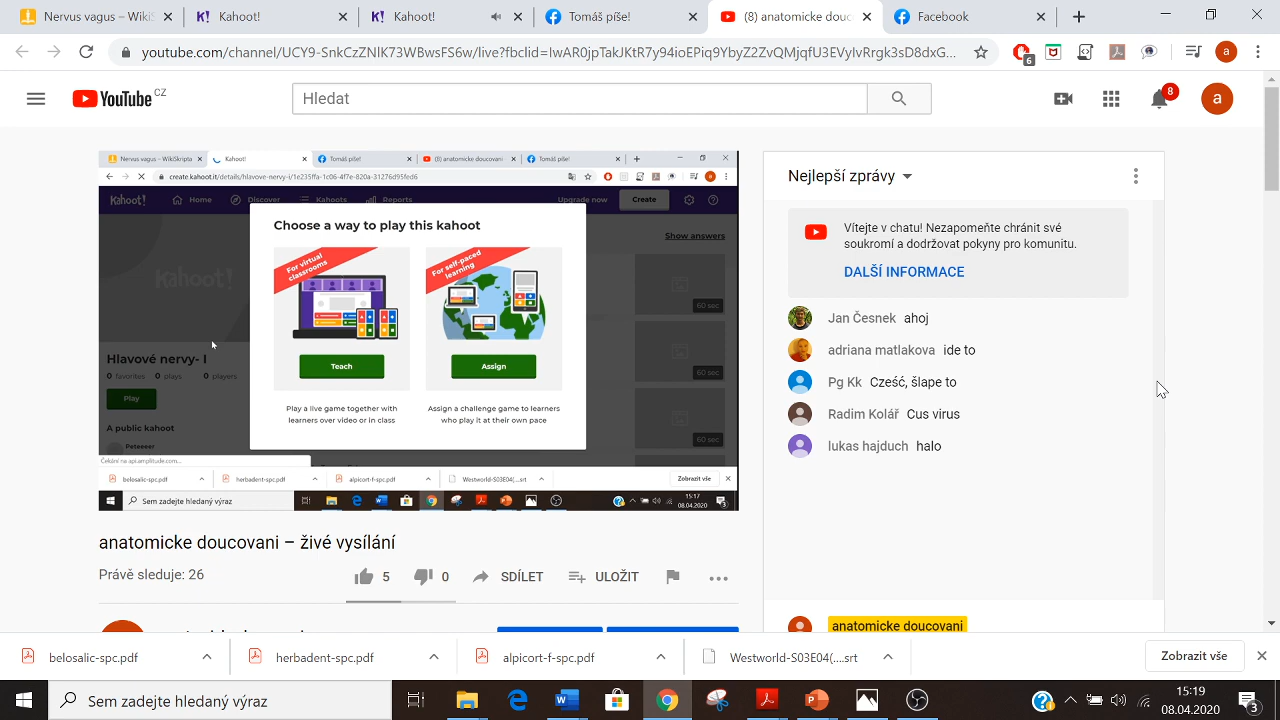 Nervus vagus – WikiSk
Kahoot!
Kahoot!
Tomáš píše!
(8) anatomicke douc
Facebook
youtube.com/channel/UCY9-SnkCzZNlK73WBwsFS6w/live?fbclid=IwAR0jpTakJKtR7y94ioEPiq9YbyZ2ZvQMjqfU3EVylvRrgk3sD8dxG...
6
a
YouTube CZ
Hledat
8
a
Nervus vagus – WikiSkripta
Kahoot!
Tomáš píše!
(8) anatomicke doucovani
Tomáš píše!
create.kahoot.it/details/hlavove-nervy-i/1e235ffa-1c06-4f7e-820a-31276d95fed6
Kahoot!
Home
Discover
Kahoots
Reports
Upgrade now
Create
Kahoot!
Show answers
Choose a way to play this kahoot
For virtual classrooms
For self-paced learning
Teach
Assign
Play a live game together with
learners over video or in class
Assign a challenge game to learners
who play it at their own pace
60 sec
60 sec
60 sec
Hlavové nervy- I
0 favorites 0 plays 0 players
Play
A public kahoot
Peteeeer
Čekání na api.amplitude.com...
belosalic-spc.pdf
herbadent-spc.pdf
alpicort-f-spc.pdf
Westworld-S03E04(....srt
Zobrazit vše
Sem zadejte hledaný výraz
15:17
08.04.2020
3
anatomicke doucovani – živé vysílání
Právě sleduje: 26
5
0
SDÍLET
ULOŽIT
Nejlepší zprávy
Vítejte v chatu! Nezapomeňte chránit své
soukromí a dodržovat pokyny pro komunitu.
DALŠÍ INFORMACE
Jan Česnek ahoj
adriana matlakova ide to
Pg Kk Cześć, šlape to
Radim Kolář Cus virus
lukas hajduch halo
anatomicke doucovani
belosalic-spc.pdf
herbadent-spc.pdf
alpicort-f-spc.pdf
Westworld-S03E04(....srt
Zobrazit vše
Sem zadejte hledaný výraz
15:19
08.04.2020
3